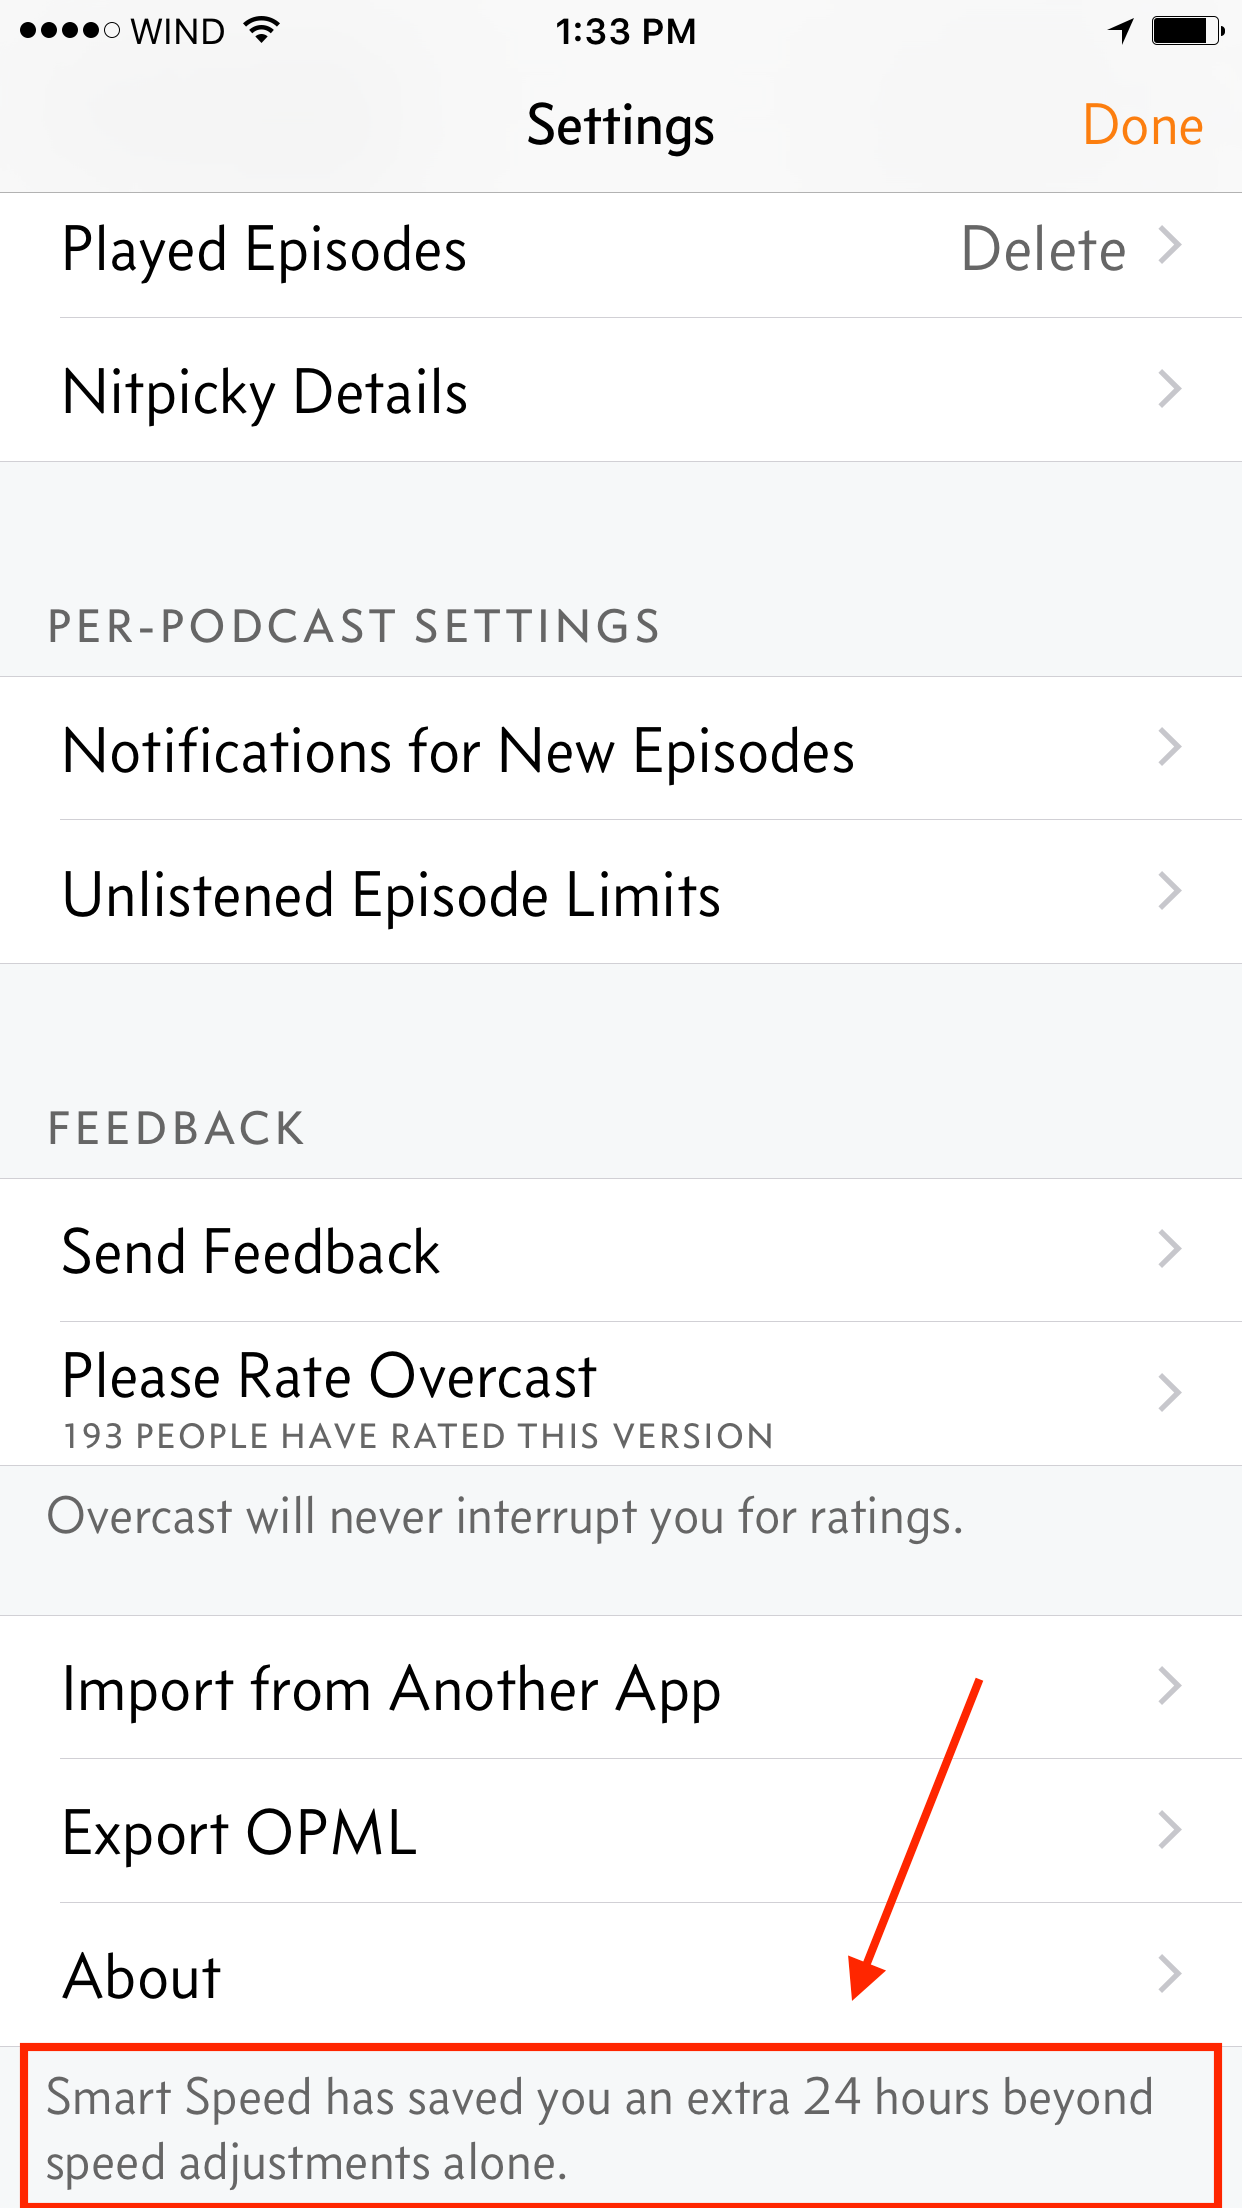 WIND 1:33 PM
Settings Done
Played Episodes Delete
Nitpicky Details
PER-PODCAST SETTINGS
Notifications for New Episodes
Unlistened Episode Limits
FEEDBACK
Send Feedback
Please Rate Overcast
193 PEOPLE HAVE RATED THIS VERSION
Overcast will never interrupt you for ratings.
Import from Another App
Export OPML
About
Smart Speed has saved you an extra 24 hours beyond
speed adjustments alone.